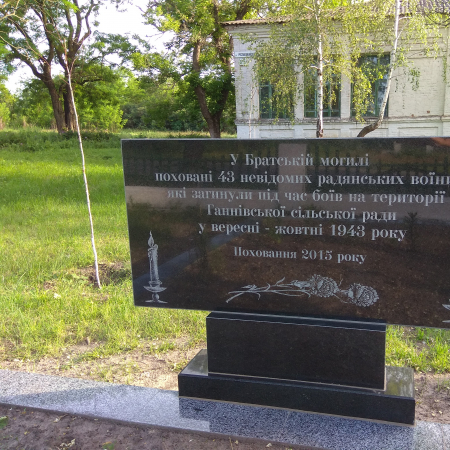 У Братській могилі
поховані 43 невідомих радянських воїни
які загинули під час боїв на території
Ганнівської сільської ради
у вересні - жовтні 1943 року
Поховання 2015 року